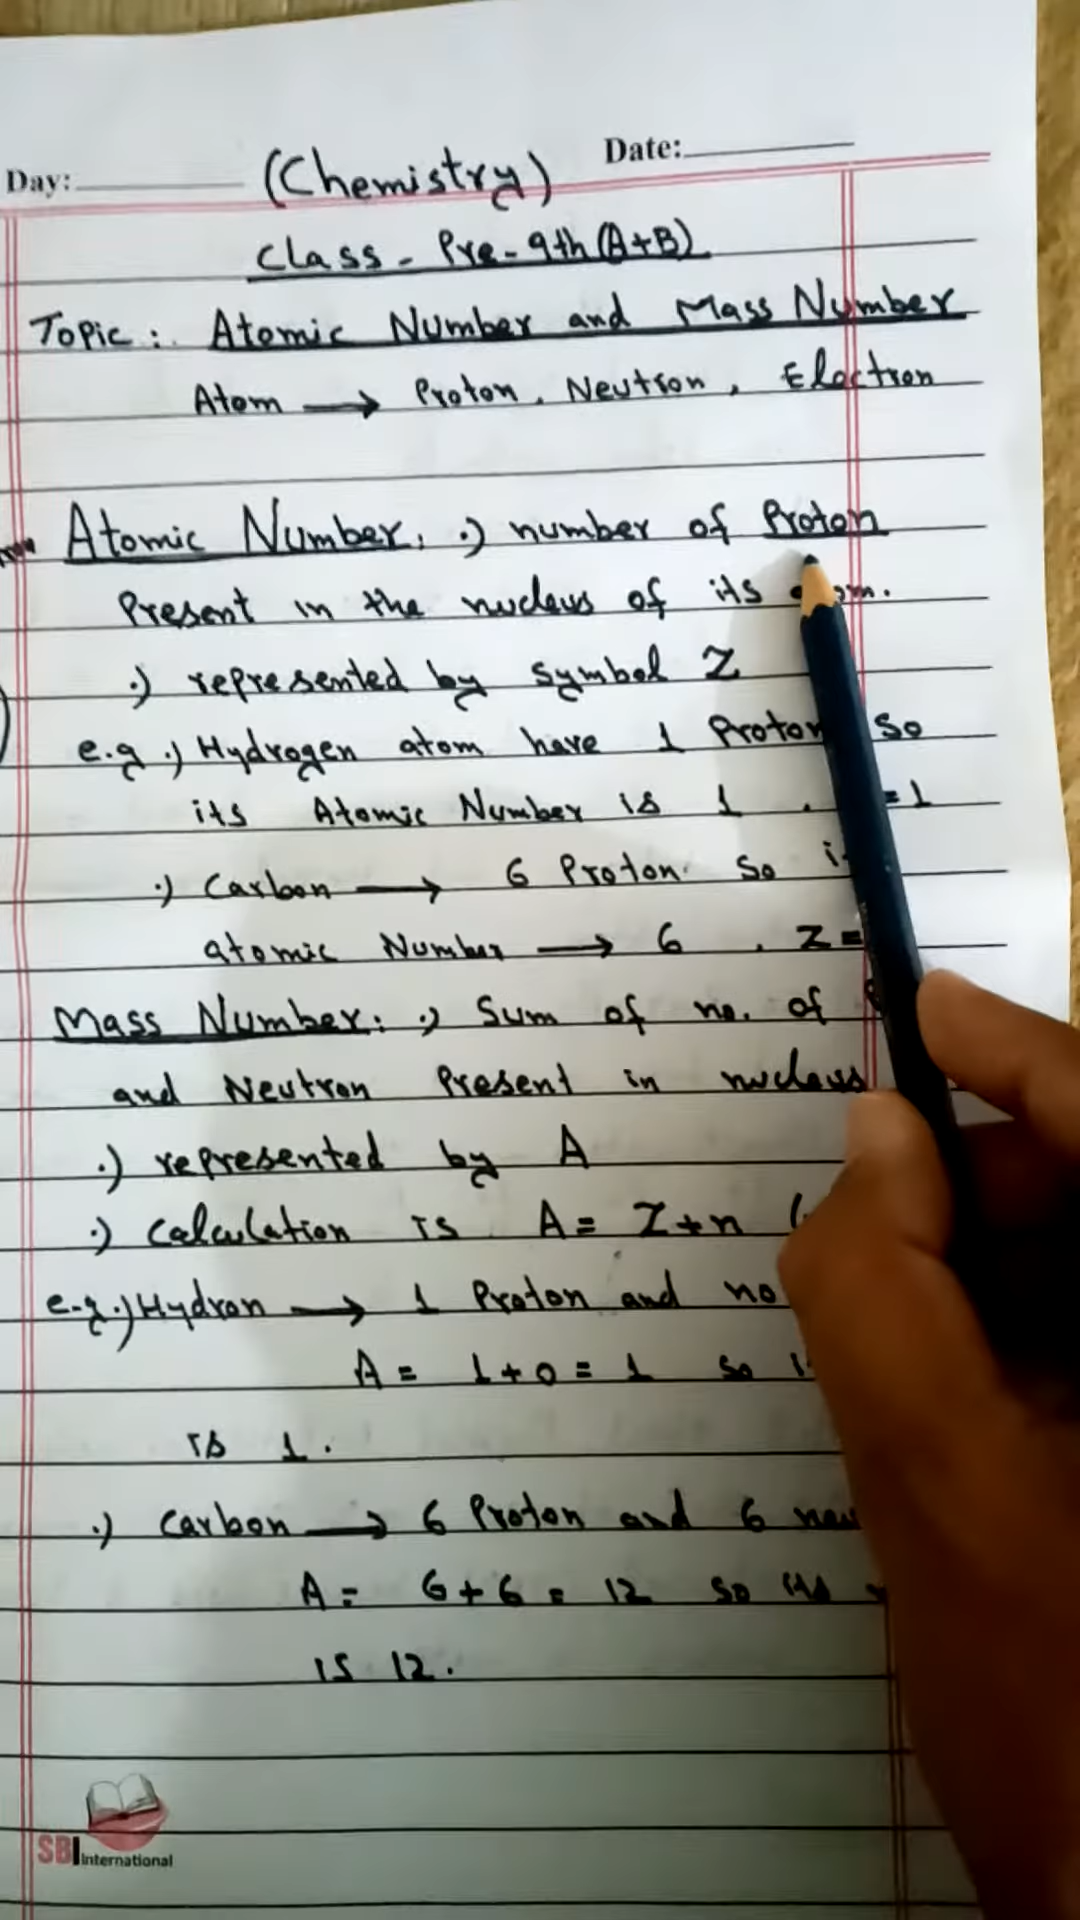 Day:
(Chemistry)
Date:
Class - Pre-9th (A+B)
Topic: Atomic Number and Mass Number
Atom → Proton, Neutron, Electron
Atomic Number: .) number of Proton
Present in the nucleus of its
.) represented by Symbol Z
e.g .) Hydrogen atom have 1 Proton So
its Atomic Number is 1 . =1
.) Carbon → 6 Proton. So
atomic Number → 6 . Z=
Mass Number: .) Sum of no. of
and Neutron Present in nucleus
.) represented by A
.) Calculation is A= Z+n (
e.g.) Hydron → 1 Proton and no
A = 1+0 = 1 so
is 1.
.) Carbon → 6 Proton and 6
A = 6+6 = 12 so its
is 12.
SBI International